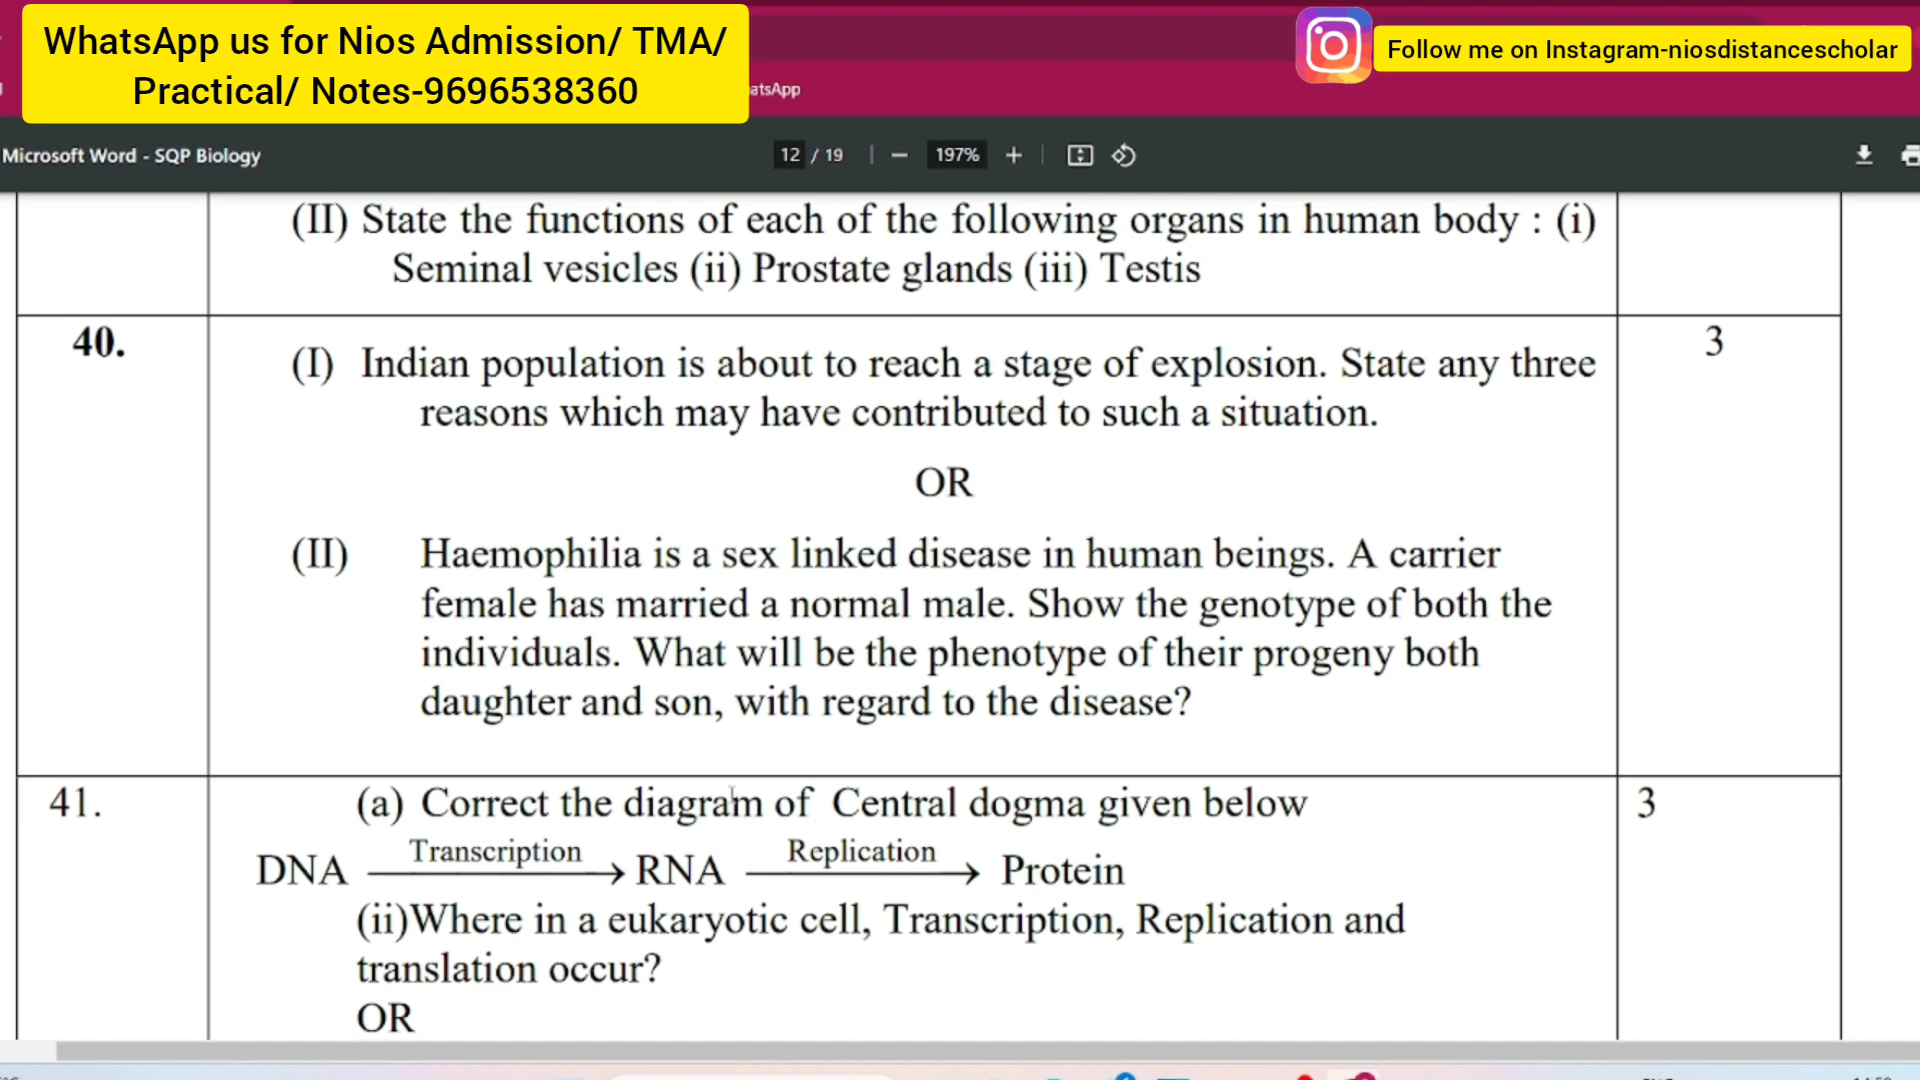 WhatsApp us for Nios Admission/ TMA/
Practical/ Notes-9696538360
atsApp
Follow me on Instagram-niosdistancescholar
Microsoft Word - SQP Biology
12 / 19
197%
(II) State the functions of each of the following organs in human body : (i)
Seminal vesicles (ii) Prostate glands (iii) Testis
40.
3
(I) Indian population is about to reach a stage of explosion. State any three
reasons which may have contributed to such a situation.
OR
(II) Haemophilia is a sex linked disease in human beings. A carrier
female has married a normal male. Show the genotype of both the
individuals. What will be the phenotype of their progeny both
daughter and son, with regard to the disease?
41. (a) Correct the diagram of Central dogma given below 3
Transcription Replication
DNA RNA Protein
(ii)Where in a eukaryotic cell, Transcription, Replication and
translation occur?
OR